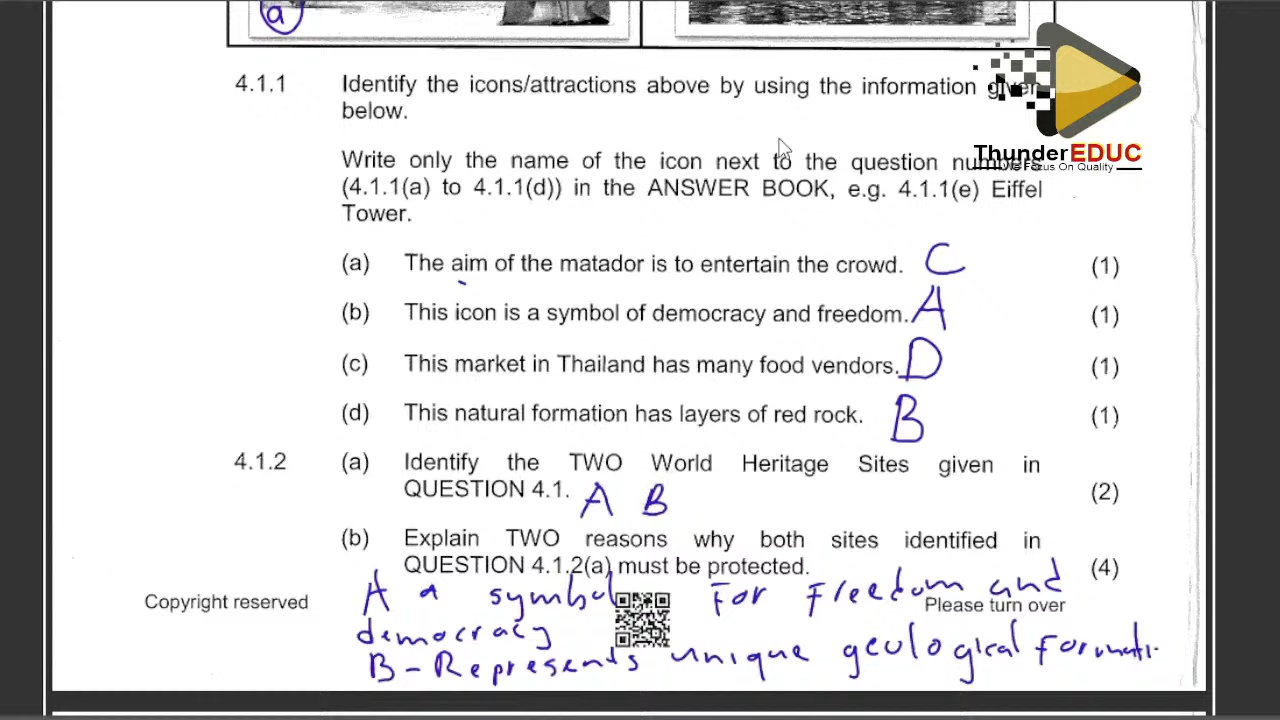 a
4.1.1 Identify the icons/attractions above by using the information given
below.
Write only the name of the icon next to the question numbers
(4.1.1(a) to 4.1.1(d)) in the ANSWER BOOK, e.g. 4.1.1(e) Eiffel
Tower.
ThunderEDUC
We Focus On Quality
(a) The aim of the matador is to entertain the crowd. C (1)
(b) This icon is a symbol of democracy and freedom. A (1)
(c) This market in Thailand has many food vendors. D (1)
(d) This natural formation has layers of red rock. B (1)
4.1.2 (a) Identify the TWO World Heritage Sites given in
QUESTION 4.1. A B (2)
(b) Explain TWO reasons why both sites identified in
QUESTION 4.1.2(a) must be protected. (4)
A a symbol For Freedom and
Copyright reserved Please turn over
democracy
B - Represents unique geological Formati